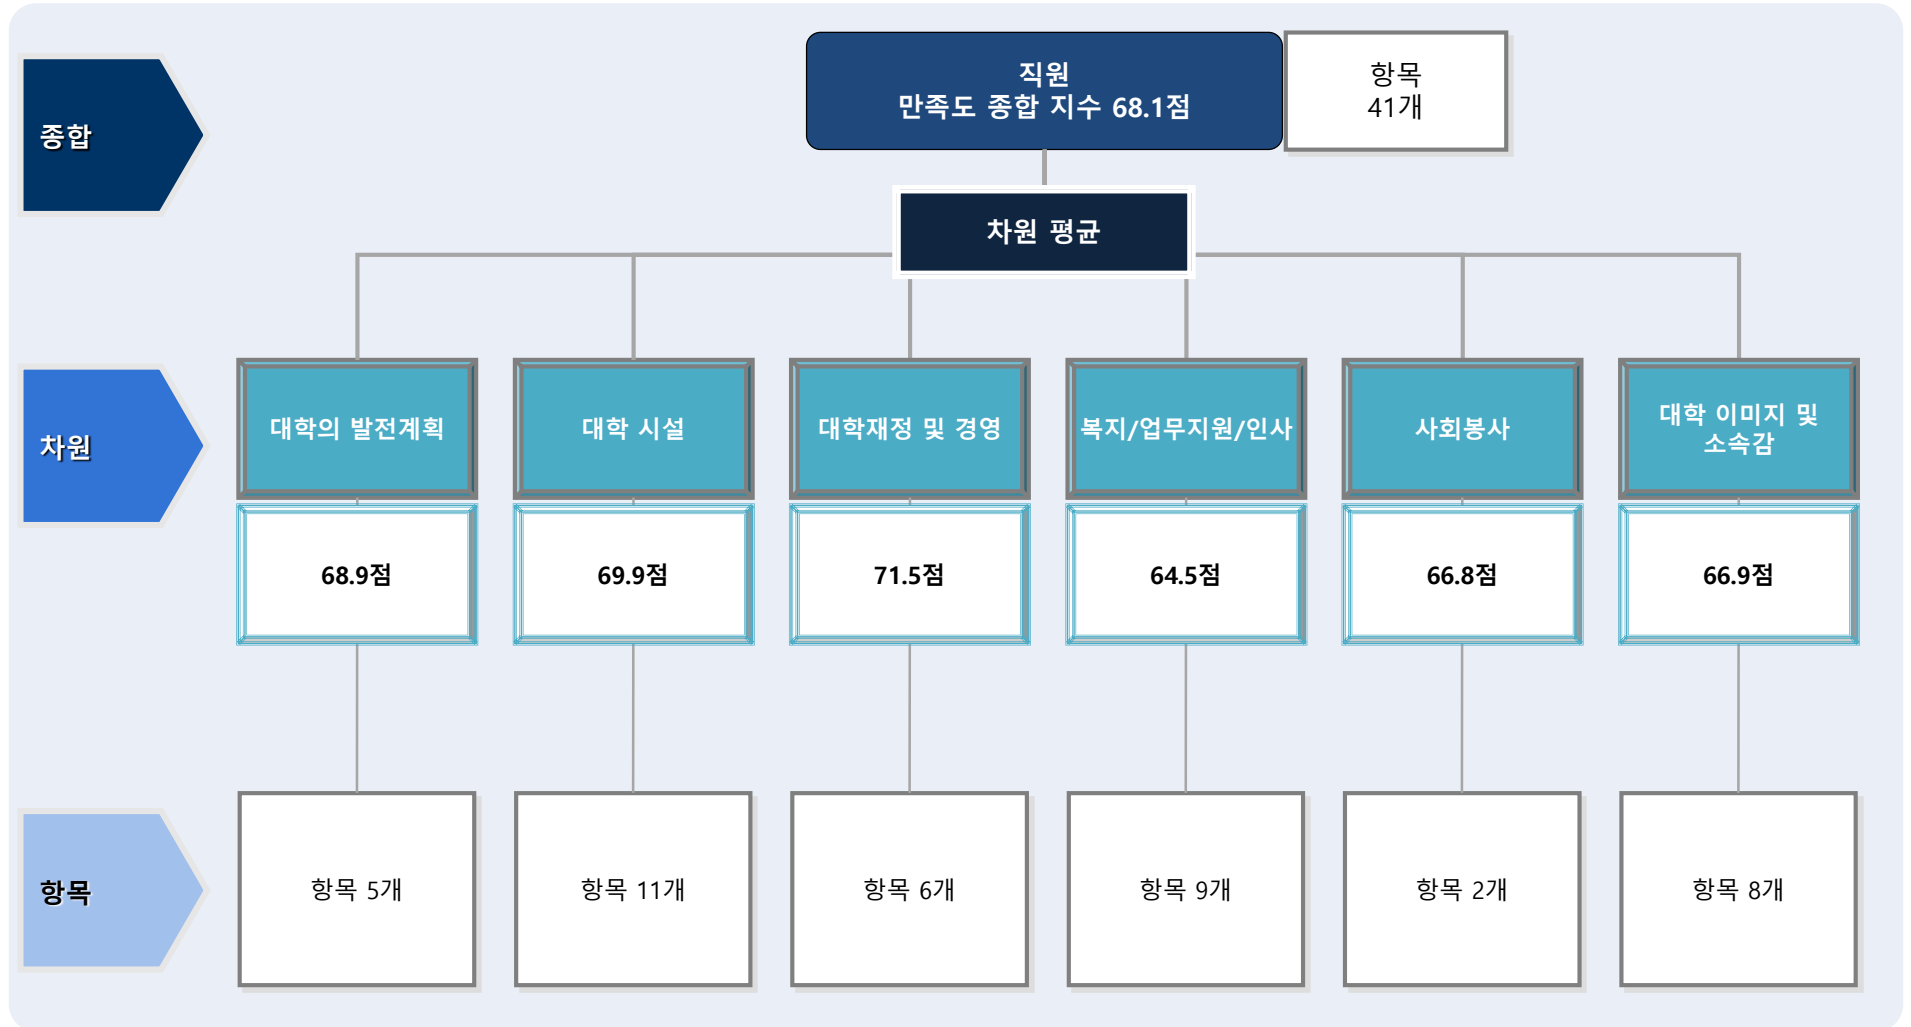 종합
직원
만족도 종합 지수 68.1점
항목
41개
차원 평균
차원
대학의 발전계획
대학 시설
대학재정 및 경영
복지/업무지원/인사
사회봉사
대학 이미지 및
소속감
68.9점
69.9점
71.5점
64.5점
66.8점
66.9점
항목
항목 5개
항목 11개
항목 6개
항목 9개
항목 2개
항목 8개